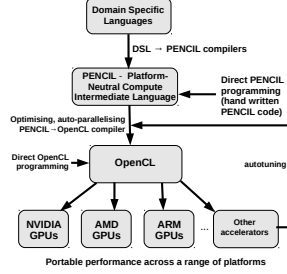 Domain Specific
Languages
DSL → PENCIL compilers
PENCIL - Platform-
Neutral Compute
Intermediate Language
Direct PENCIL
programming
(hand written
PENCIL code)
Optimising, auto-parallelising
PENCIL→OpenCL compiler
Direct OpenCL
programming
OpenCL
autotuning
NVIDIA
GPUs
AMD
GPUs
ARM
GPUs
...
Other
accelerators
Portable performance across a range of platforms